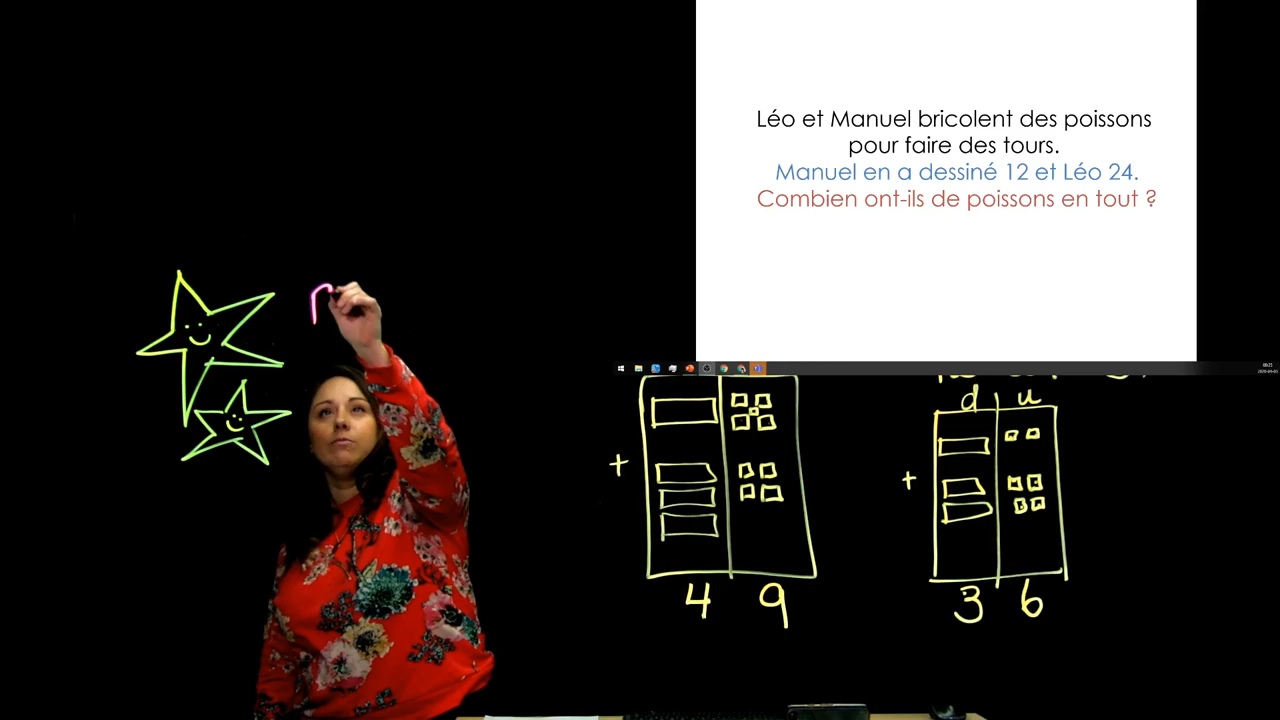 Léo et Manuel bricolent des poissons
pour faire des tours.
Manuel en a dessiné 12 et Léo 24.
Combien ont-ils de poissons en tout ?
d u
+
+
4 9
3 6